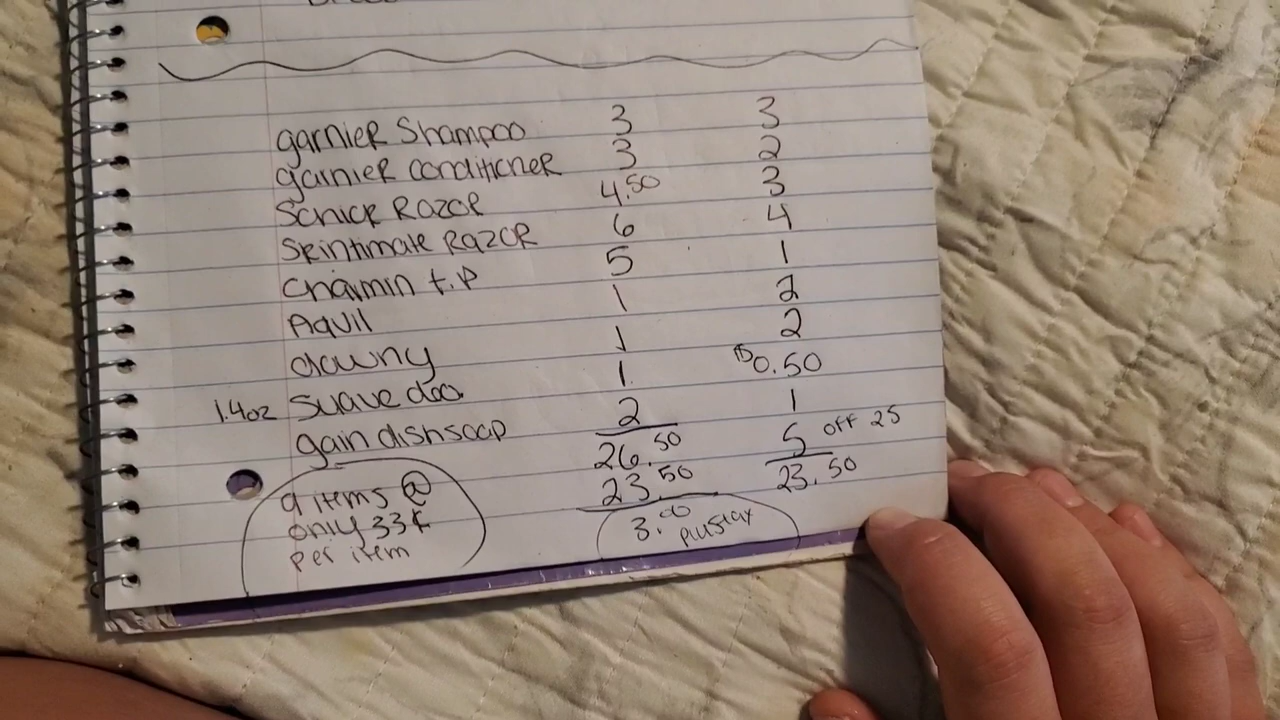 garnier Shampoo 3 3
garnier conditioner 3 2
Schick Razor 4.50 3
Skintimate Razor 6 4
Charmin t.p 5 1
Advil 1 2
downy 1 2
1.4oz Suave deo. 1 $0.50
gain dishsoap 2 1
26.50 5 off 25
23.50 23.50
3.00 plus tax
9 items @
only 33¢
per item